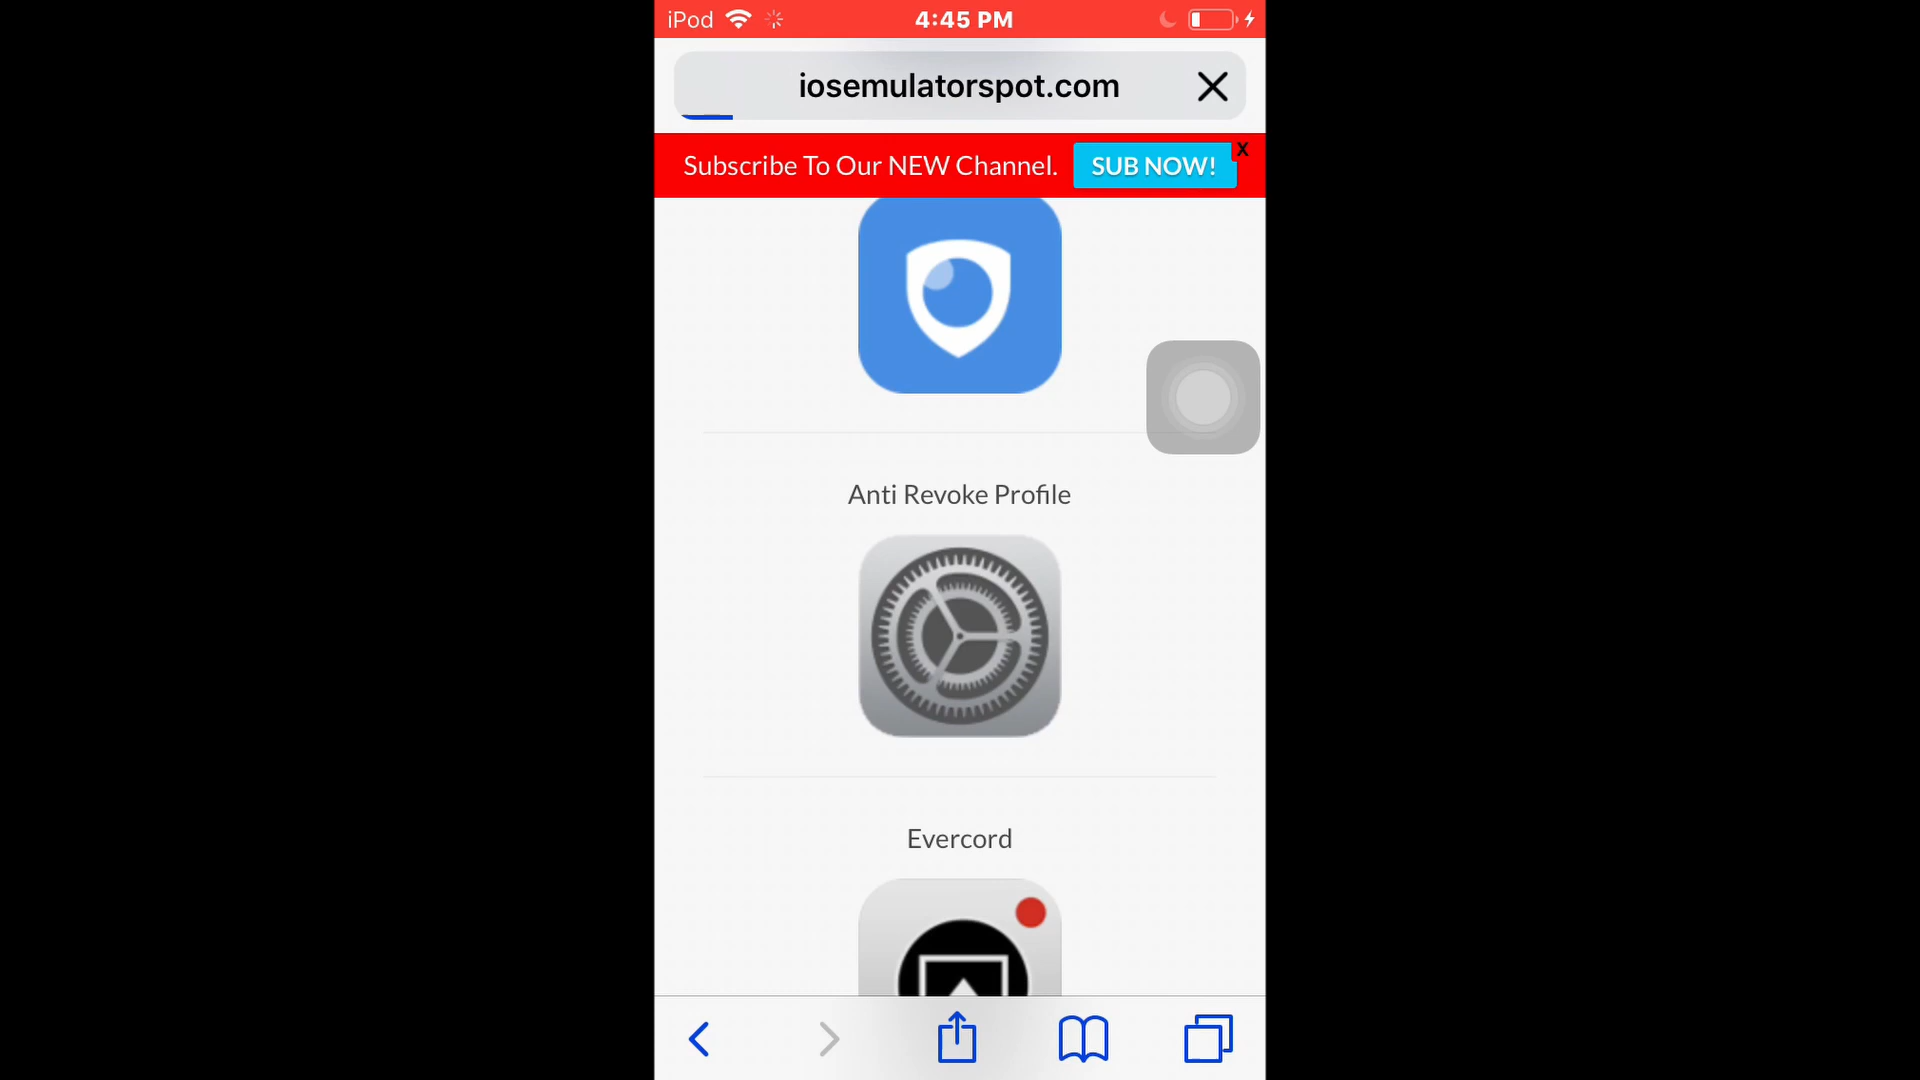 iPod 4:45 PM
iosemulatorspot.com
Subscribe To Our NEW Channel. SUB NOW! X
Anti Revoke Profile
Evercord